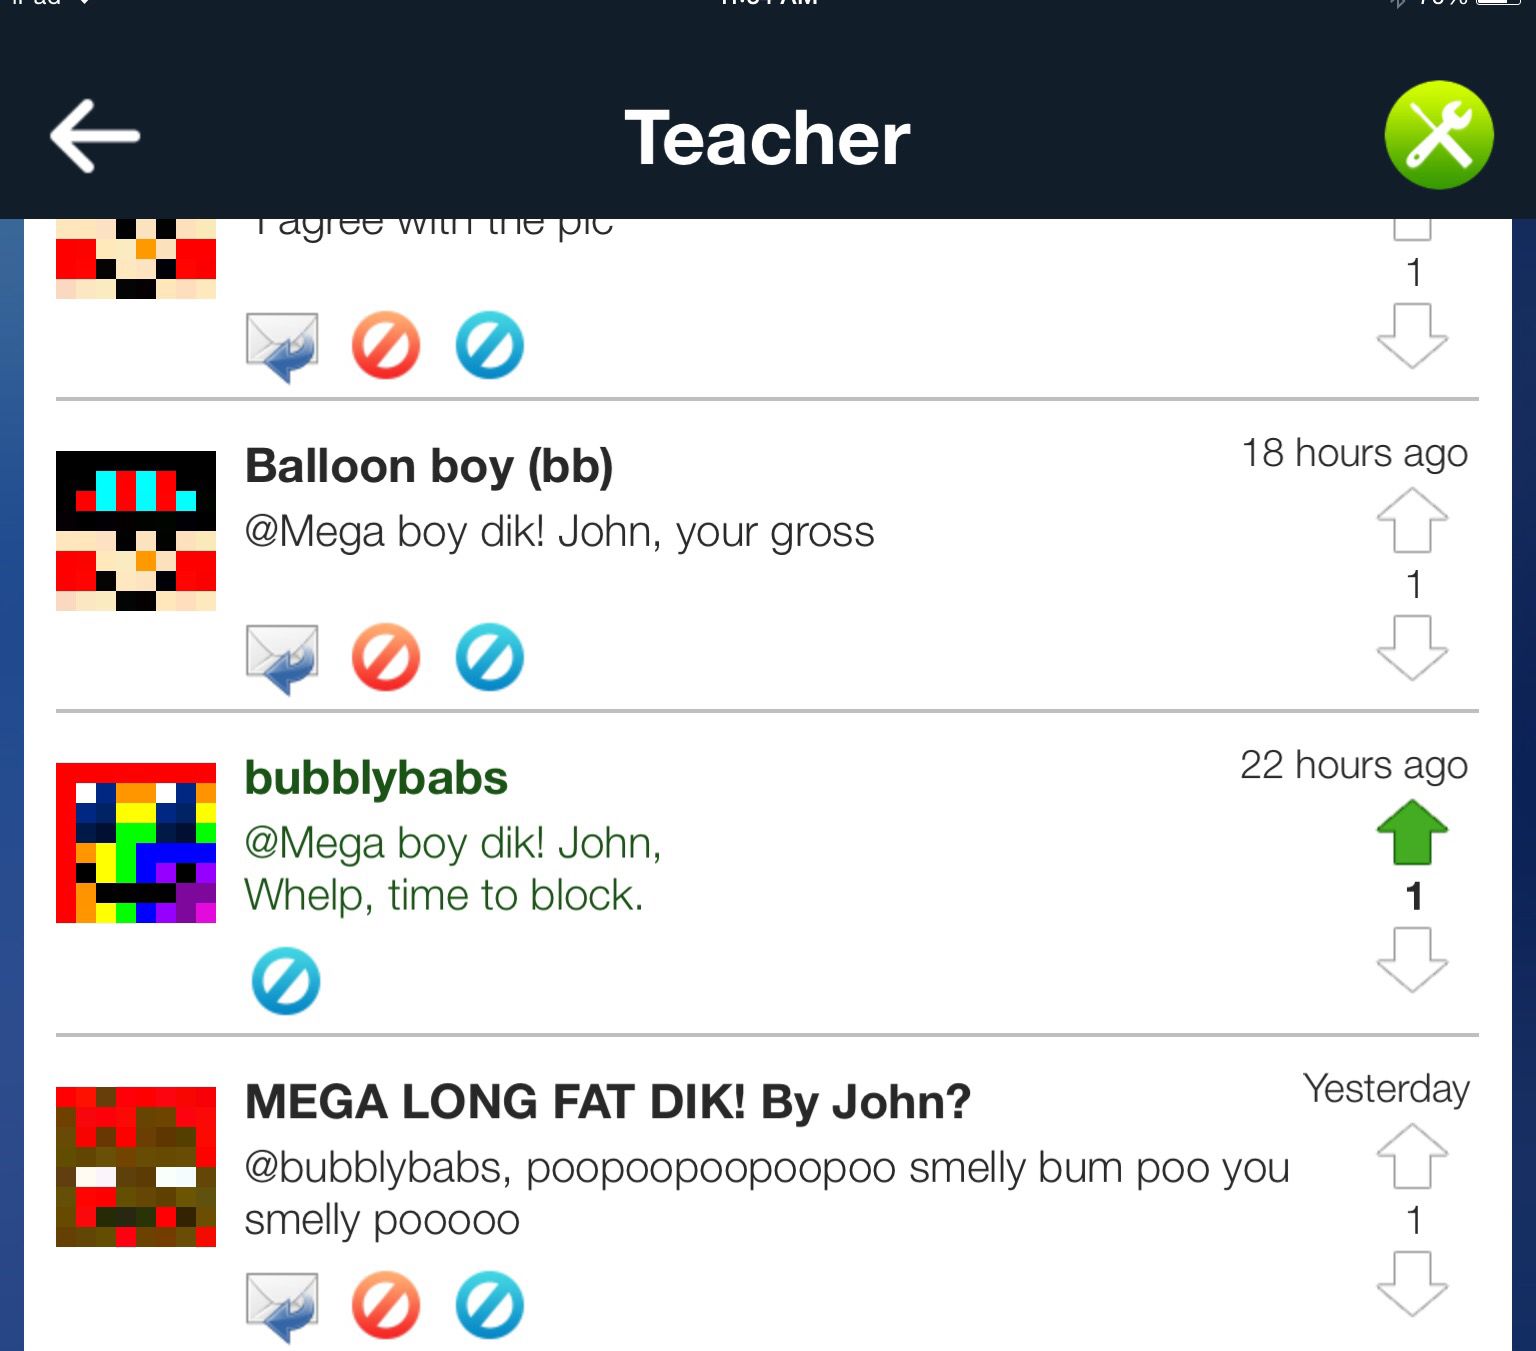 iPad
Teacher
I agree with the pic
1
Balloon boy (bb)
18 hours ago
@Mega boy dik! John, your gross
1
bubblybabs
22 hours ago
@Mega boy dik! John,
Whelp, time to block.
1
MEGA LONG FAT DIK! By John?
Yesterday
@bubblybabs, poopoopoopoopoo smelly bum poo you
smelly pooooo
1